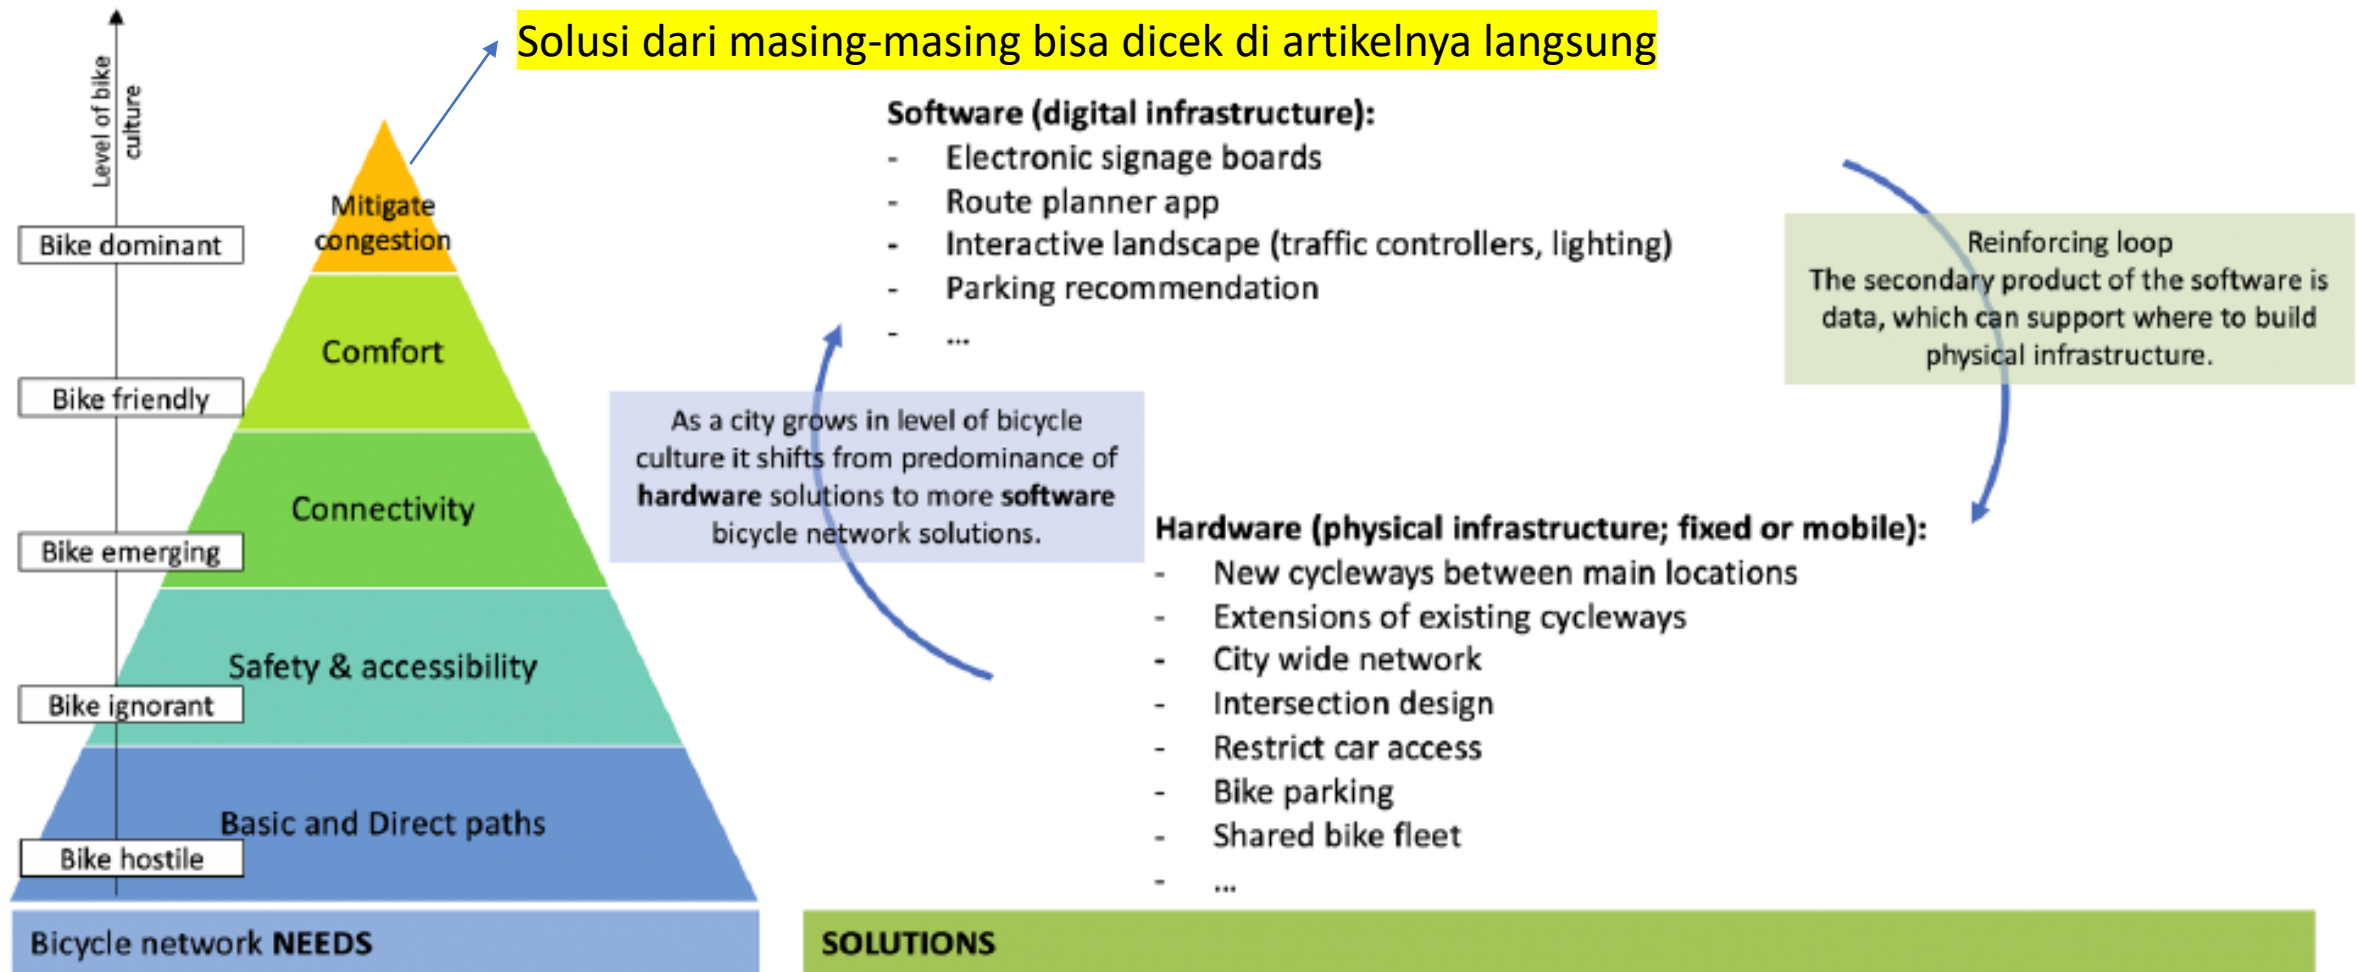 Solusi dari masing-masing bisa dicek di artikelnya langsung
Level of bike
culture
Bike dominant
Bike friendly
Bike emerging
Bike ignorant
Bike hostile
Mitigate
congestion
Comfort
Connectivity
Safety & accessibility
Basic and Direct paths
Bicycle network NEEDS
Software (digital infrastructure):
- Electronic signage boards
- Route planner app
- Interactive landscape (traffic controllers, lighting)
- Parking recommendation
- ...
Reinforcing loop
The secondary product of the software is
data, which can support where to build
physical infrastructure.
As a city grows in level of bicycle
culture it shifts from predominance of
hardware solutions to more software
bicycle network solutions.
Hardware (physical infrastructure; fixed or mobile):
- New cycleways between main locations
- Extensions of existing cycleways
- City wide network
- Intersection design
- Restrict car access
- Bike parking
- Shared bike fleet
- ...
SOLUTIONS